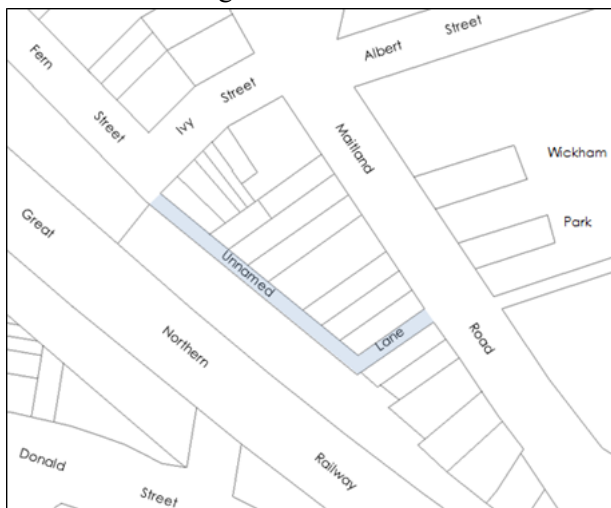 Fern
Street
Ivy
Street
Albert
Street
Maitland
Road
Wickham
Park
Great
Northern
Railway
Unnamed
Lane
Donald
Street